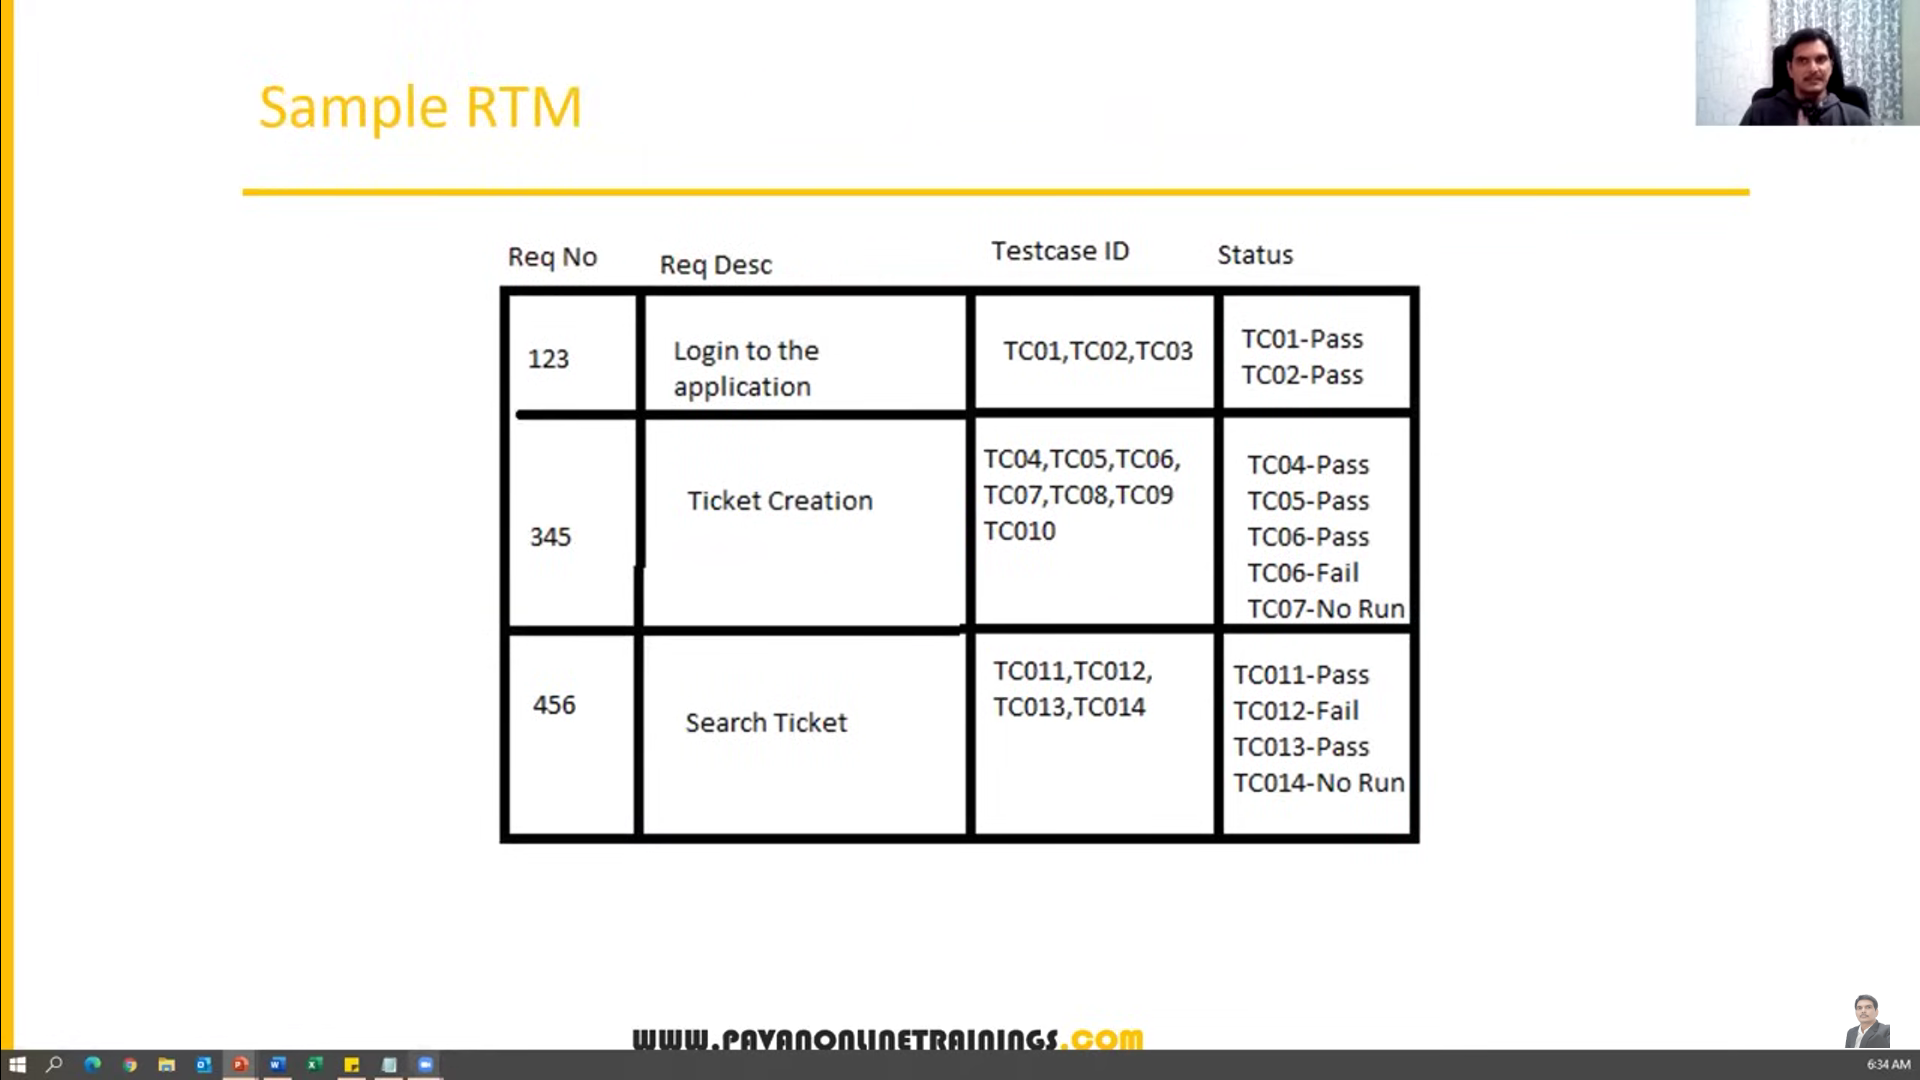 Sample RTM
Req No
Req Desc
Testcase ID
Status
123
Login to the
application
TC01,TC02,TC03
TC01-Pass
TC02-Pass
345
Ticket Creation
TC04,TC05,TC06,
TC07,TC08,TC09
TC010
TC04-Pass
TC05-Pass
TC06-Pass
TC06-Fail
TC07-No Run
456
Search Ticket
TC011,TC012,
TC013,TC014
TC011-Pass
TC012-Fail
TC013-Pass
TC014-No Run
WWW.PAVANONLINETRAININGS.COM
6:34 AM